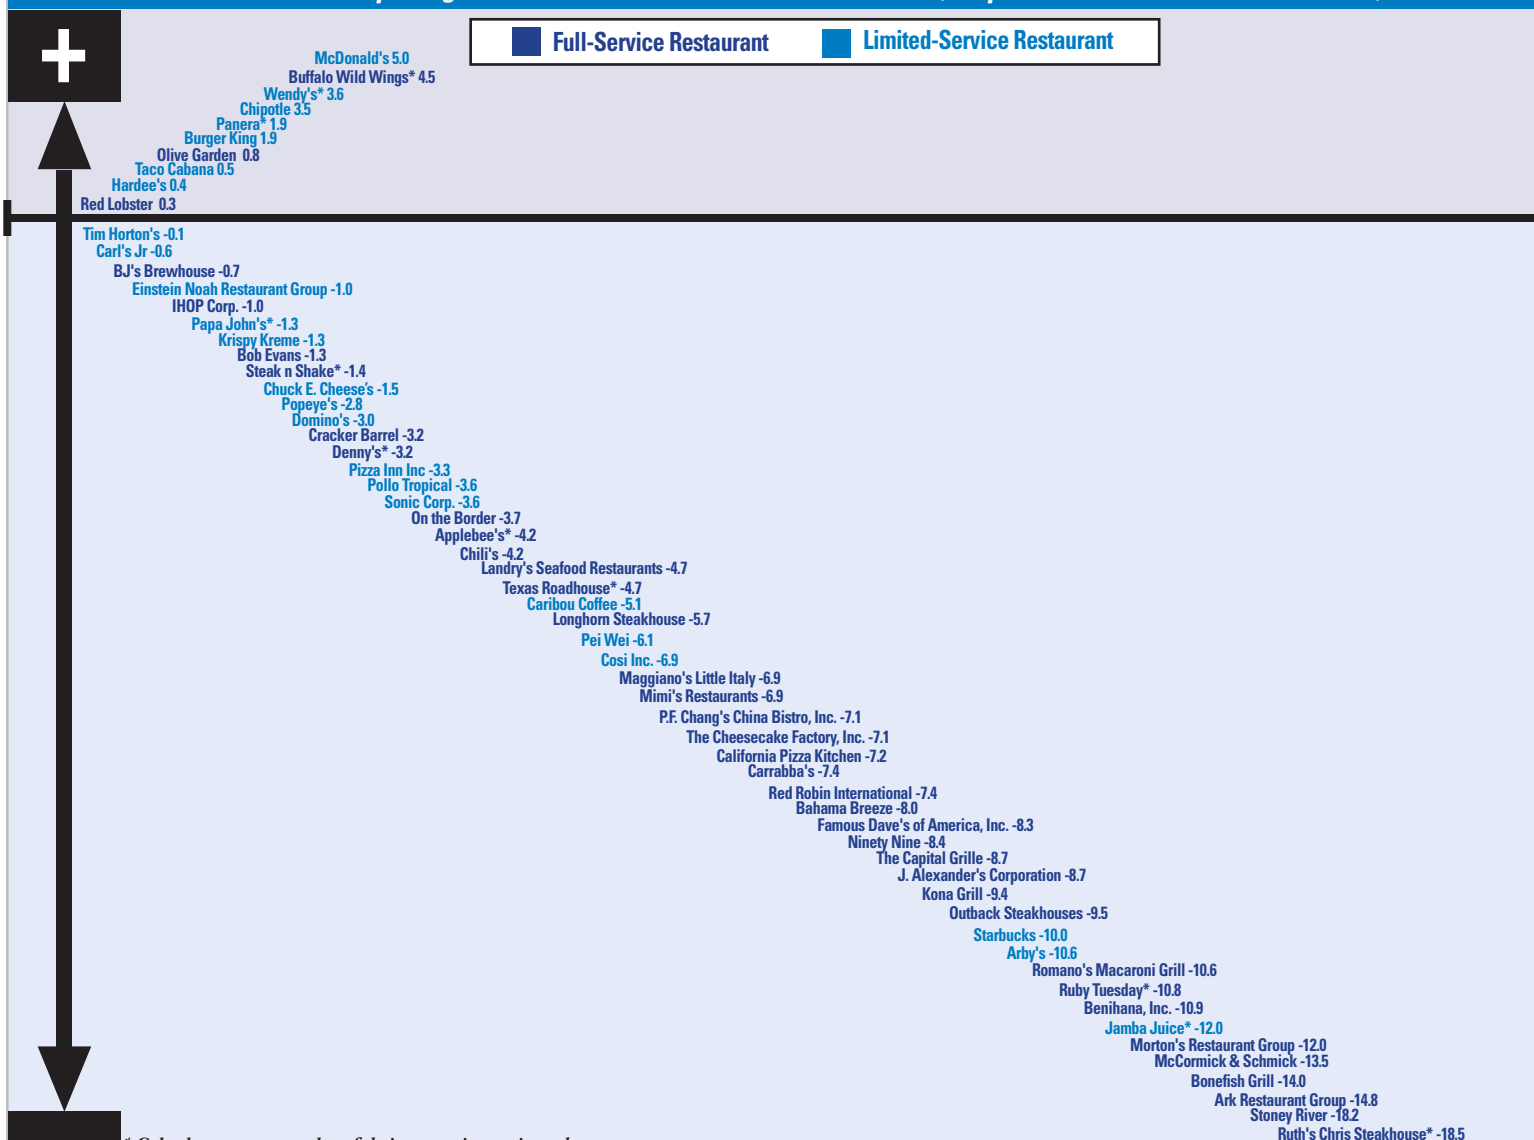 +
Full-Service Restaurant
Limited-Service Restaurant
McDonald's 5.0
Buffalo Wild Wings* 4.5
Wendy's* 3.6
Chipotle 3.5
Panera* 1.9
Burger King 1.9
Olive Garden 0.8
Taco Cabana 0.5
Hardee's 0.4
Red Lobster 0.3
Tim Horton's -0.1
Carl's Jr -0.6
BJ's Brewhouse -0.7
Einstein Noah Restaurant Group -1.0
IHOP Corp. -1.0
Papa John's* -1.3
Krispy Kreme -1.3
Bob Evans -1.3
Steak n Shake* -1.4
Chuck E. Cheese's -1.5
Popeye's -2.8
Domino's -3.0
Cracker Barrel -3.2
Denny's* -3.2
Pizza Inn Inc -3.3
Pollo Tropical -3.6
Sonic Corp. -3.6
On the Border -3.7
Applebee's* -4.2
Chili's -4.2
Landry's Seafood Restaurants -4.7
Texas Roadhouse* -4.7
Caribou Coffee -5.1
Longhorn Steakhouse -5.7
Pei Wei -6.1
Cosi Inc. -6.9
Maggiano's Little Italy -6.9
Mimi's Restaurants -6.9
P.F. Chang's China Bistro, Inc. -7.1
The Cheesecake Factory, Inc. -7.1
California Pizza Kitchen -7.2
Carrabba's -7.4
Red Robin International -7.4
Bahama Breeze -8.0
Famous Dave's of America, Inc. -8.3
Ninety Nine -8.4
The Capital Grille -8.7
J. Alexander's Corporation -8.7
Kona Grill -9.4
Outback Steakhouses -9.5
Starbucks -10.0
Arby's -10.6
Romano's Macaroni Grill -10.6
Ruby Tuesday* -10.8
Benihana, Inc. -10.9
Jamba Juice* -12.0
Morton's Restaurant Group -12.0
McCormick & Schmick -13.5
Bonefish Grill -14.0
Ark Restaurant Group -14.8
Stoney River -18.2
Ruth's Chris Steakhouse* -18.5